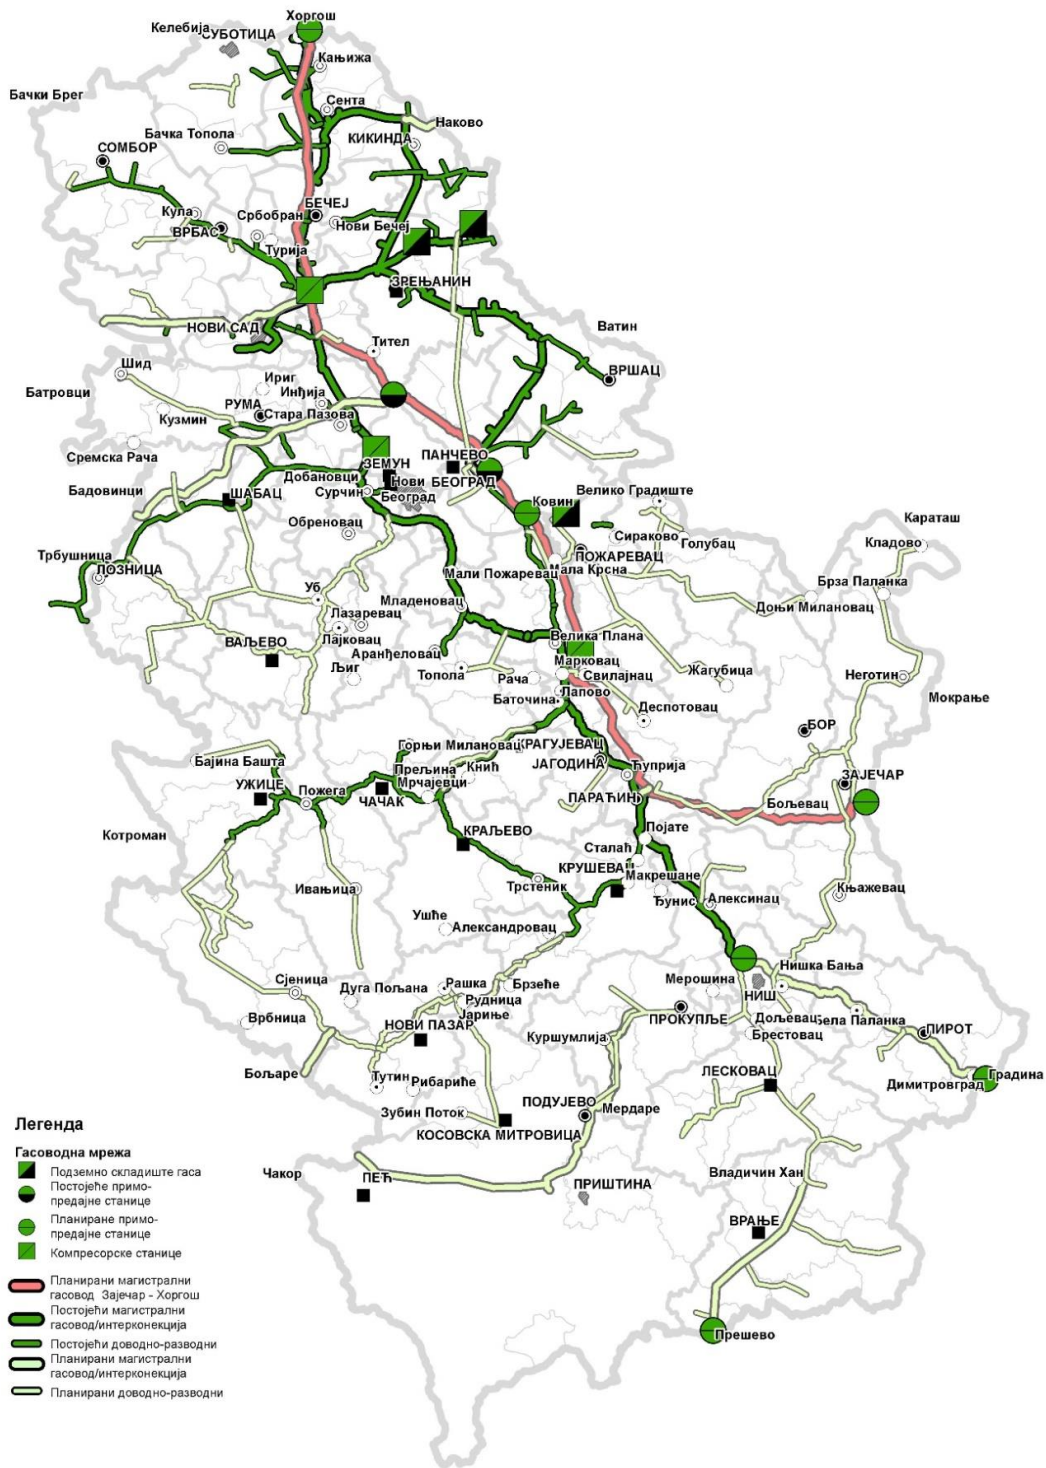 Хоргош
Келебија
СУБОТИЦА
Кањижа
Бачки Брег
Сента
Наково
Бачка Топола
КИКИНДА
СОМБОР
БЕЧЕЈ
Кула
Србобран
Нови Бечеј
ВРБАС
Турија
ЗРЕЊАНИН
НОВИ САД
Ватин
Тител
Шид
ВРШАЦ
Ириг
Батровци
Инђија
РУМА
Стара Пазова
Кузмин
Сремска Рача
ПАНЧЕВО
ЗЕМУН
Добановци
Нови
БЕОГРАД
Бадовинци
Сурчин
Београд
ШАБАЦ
Ковин
Велико Градиште
Обреновац
Караташ
Сираково
Голубац
Кладово
Трбушница
ПОЖАРЕВАЦ
ЛОЗНИЦА
Мали Пожаревац
Мала Крсна
Брза Паланка
Уб
Младеновац
Доњи Милановац
Лазаревац
Лајковац
ВАЉЕВО
Велика Плана
Аранђеловац
Марковац
Љиг
Топола
Рача
Свилајнац
Жагубица
Неготин
Лапово
Баточина
Мокрање
Деспотовац
БОР
Горњи Милановац
КРАГУЈЕВАЦ
Бајина Башта
Прељина
Кнић
ЈАГОДИНА
Ћуприја
ЗАЈЕЧАР
УЖИЦЕ
Мрчајевци
Пожега
ЧАЧАК
ПАРАЋИН
Бољевац
Котроман
КРАЉЕВО
Појате
Сталаћ
КРУШЕВАЦ
Макрешане
Трстеник
Ивањица
Ђунис
Алексинац
Књажевац
Ушће
Александровац
Нишка Бања
Сјеница
Дуга Пољана
Рашка
Брзеће
Мерошина
НИШ
Рудница
Јариње
Врбница
НОВИ ПАЗАР
ПРОКУПЉЕ
Дољевац
Бела Паланка
Куршумлија
Брестовац
ПИРОТ
Бољаре
ЛЕСКОВАЦ
Градина
Тутин
Рибариће
Димитровград
Зубин Поток
ПОДУЈЕВО
Мердаре
Легенда
КОСОВСКА МИТРОВИЦА
Гасоводна мрежа
Чакор
ПЕЋ
Владичин Хан
Подземно складиште гаса
ПРИШТИНА
Постојеће примо-
предајне станице
Планиране примо-
предајне станице
ВРАЊЕ
Компресорске станице
Планирани магистрални
гасовод Зајечар - Хоргош
Постојећи магистрални
гасовод/интерконекција
Прешево
Постојећи доводно-разводни
Планирани магистрални
гасовод/интерконекција
Планирани доводно-разводни